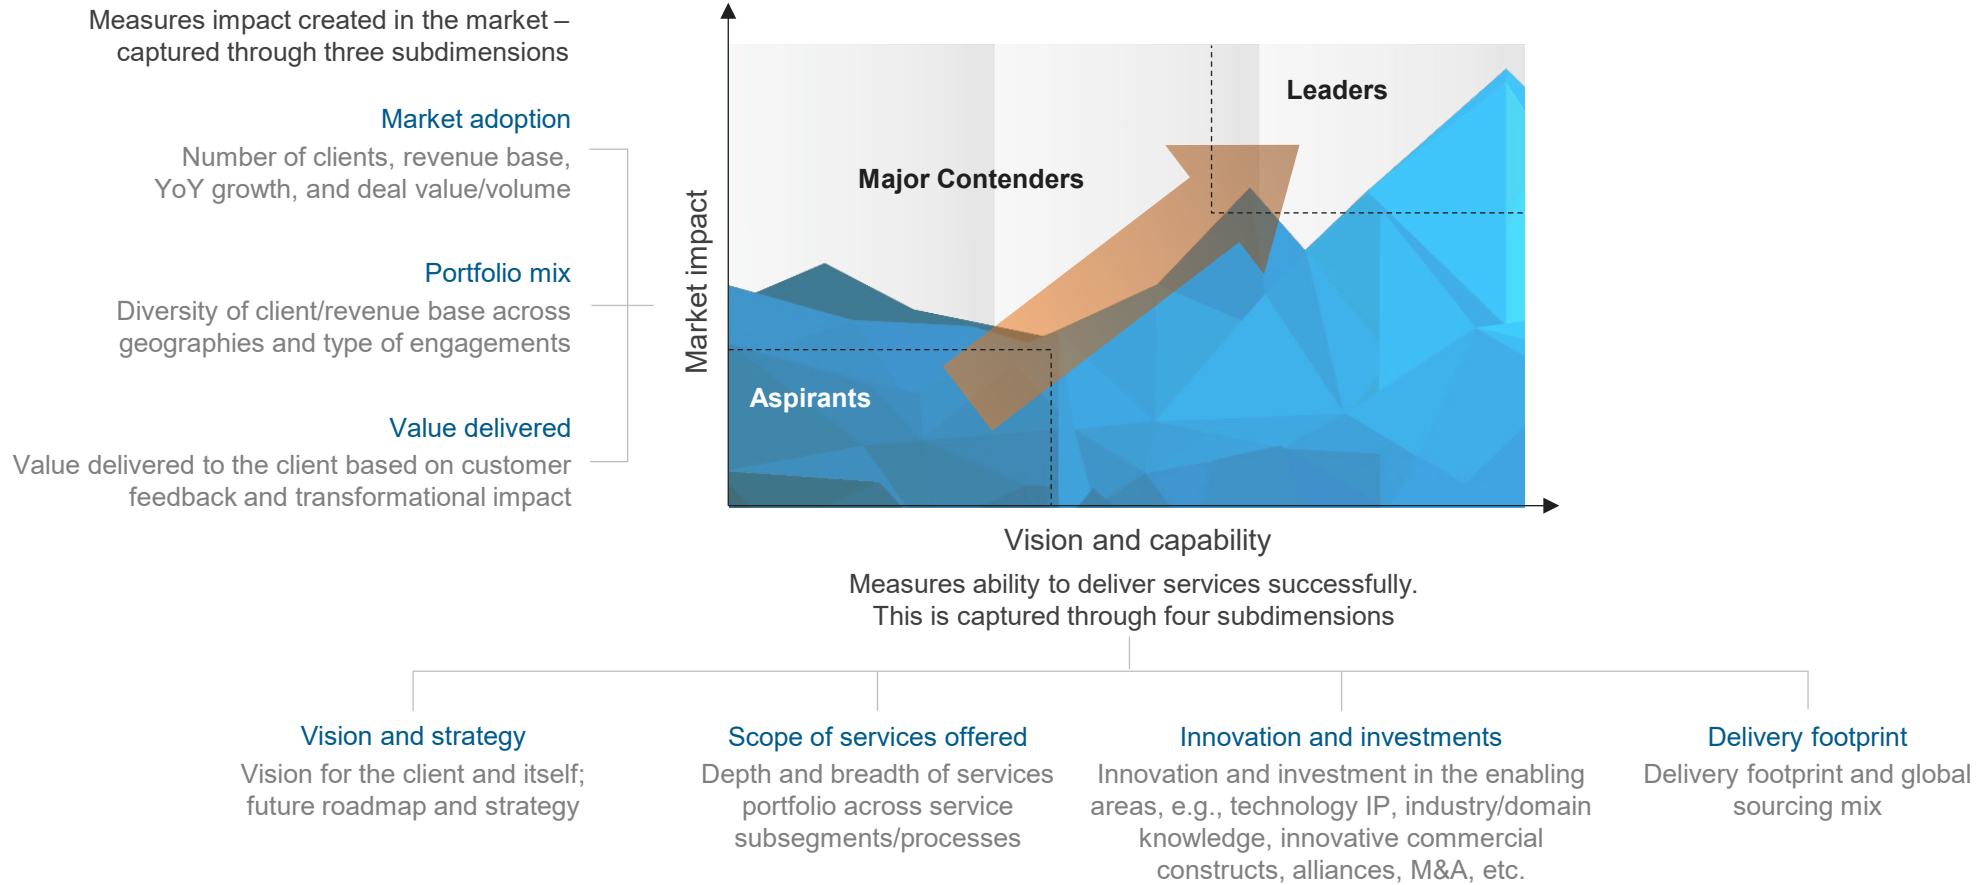 Measures impact created in the market –
captured through three subdimensions
Market adoption
Number of clients, revenue base,
YoY growth, and deal value/volume
Portfolio mix
Diversity of client/revenue base across
geographies and type of engagements
Value delivered
Value delivered to the client based on customer
feedback and transformational impact
Market impact
Leaders
Major Contenders
Aspirants
Vision and capability
Measures ability to deliver services successfully.
This is captured through four subdimensions
Vision and strategy
Vision for the client and itself;
future roadmap and strategy
Scope of services offered
Depth and breadth of services
portfolio across service
subsegments/processes
Innovation and investments
Innovation and investment in the enabling
areas, e.g., technology IP, industry/domain
knowledge, innovative commercial
constructs, alliances, M&A, etc.
Delivery footprint
Delivery footprint and global
sourcing mix